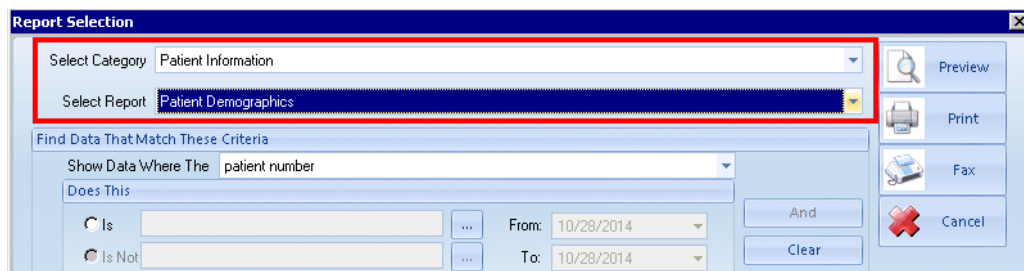 Report Selection
Select Category Patient Information
Preview
Select Report Patient Demographics
Print
Find Data That Match These Criteria
Show Data Where The patient number
Fax
Does This
Is ... From: 10/28/2014 And
Cancel
Is Not ... To: 10/28/2014 Clear